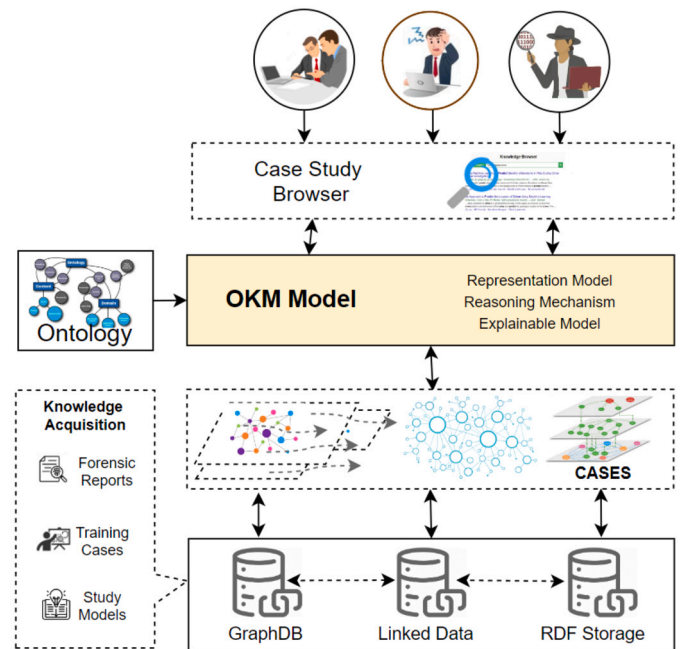 Case Study
Browser
Knowledge Browser
Ontology
OKM Model
Representation Model
Reasoning Mechanism
Explainable Model
Ontology
Knowledge
Acquisition
Forensic
Reports
Training
Cases
Study
Models
CASES
GraphDB
Linked Data
RDF Storage